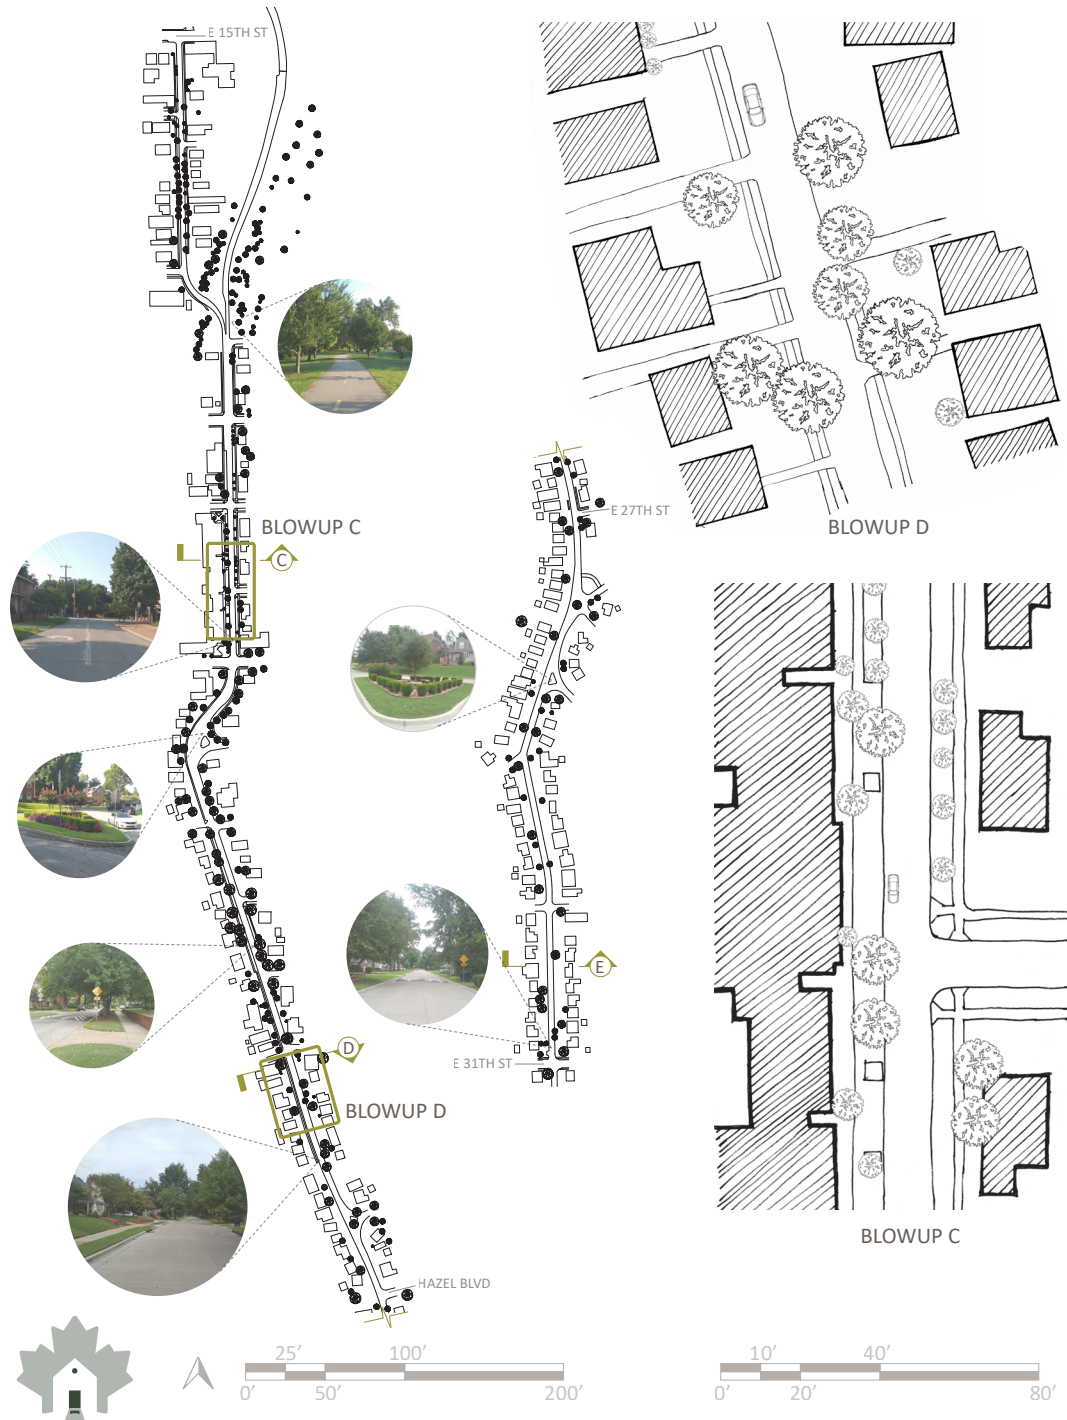 E 15TH ST
BLOWUP C
C
E 27TH ST
BLOWUP D
E
E 31TH ST
D
BLOWUP D
HAZEL BLVD
BLOWUP C
25’ 100’
0’ 50’ 200’
10’ 40’
0’ 20’ 80’